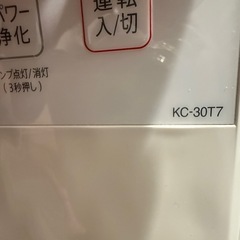 パワー
浄化
運転
入/切
ンプ点灯/消灯
(3秒押し)
KC-30T7